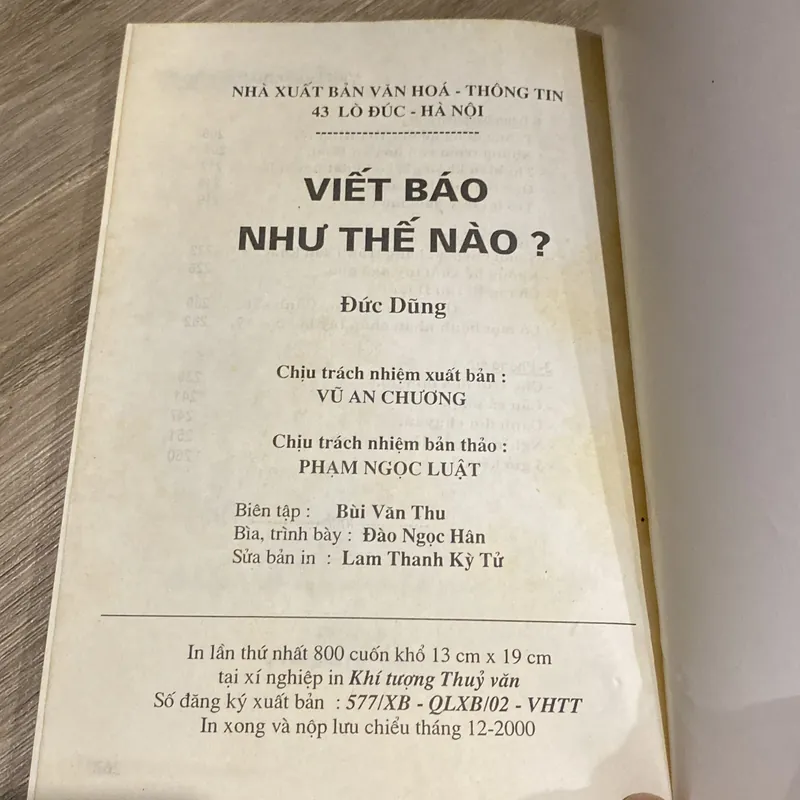 NHÀ XUẤT BẢN VĂN HOÁ - THÔNG TIN
43 LÒ ĐÚC - HÀ NỘI
----------------------------
VIẾT BÁO
NHƯ THẾ NÀO ?
Đức Dũng
Chịu trách nhiệm xuất bản :
VŨ AN CHƯƠNG
Chịu trách nhiệm bản thảo :
PHẠM NGỌC LUẬT
Biên tập : Bùi Văn Thu
Bìa, trình bày : Đào Ngọc Hân
Sửa bản in : Lam Thanh Kỳ Tử
In lần thứ nhất 800 cuốn khổ 13 cm x 19 cm
tại xí nghiệp in Khí tượng Thuỷ văn
Số đăng ký xuất bản : 577/XB - QLXB/02 - VHTT
In xong và nộp lưu chiểu tháng 12-2000